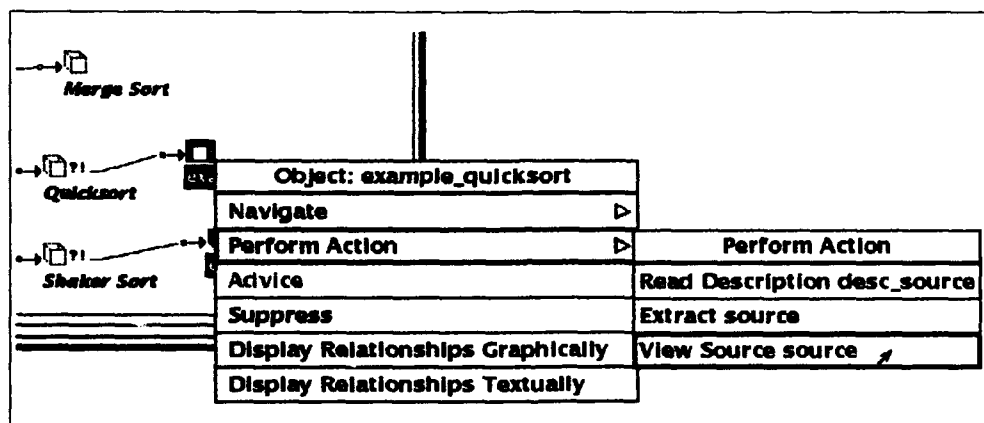 Merge Sort
?!
Quicksort
?!
Shaker Sort
Object: example_quicksort
Navigate
Perform Action
Advice
Suppress
Display Relationships Graphically
Display Relationships Textually
Perform Action
Read Description desc_source
Extract source
View Source source